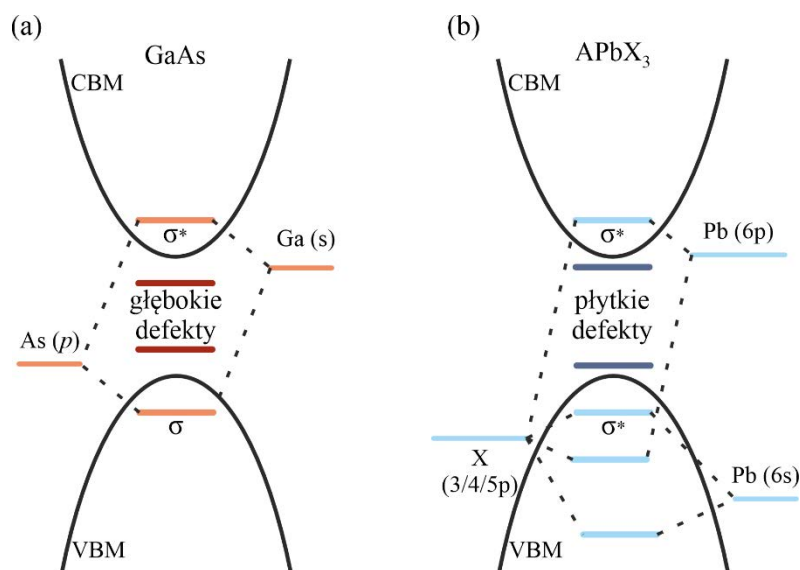 (a)
GaAs
CBM
σ*
Ga (s)
głębokie
defekty
As (p)
σ
VBM
(b)
APbX₃
CBM
σ*
Pb (6p)
płytkie
defekty
σ*
X
(3/4/5p)
Pb (6s)
VBM